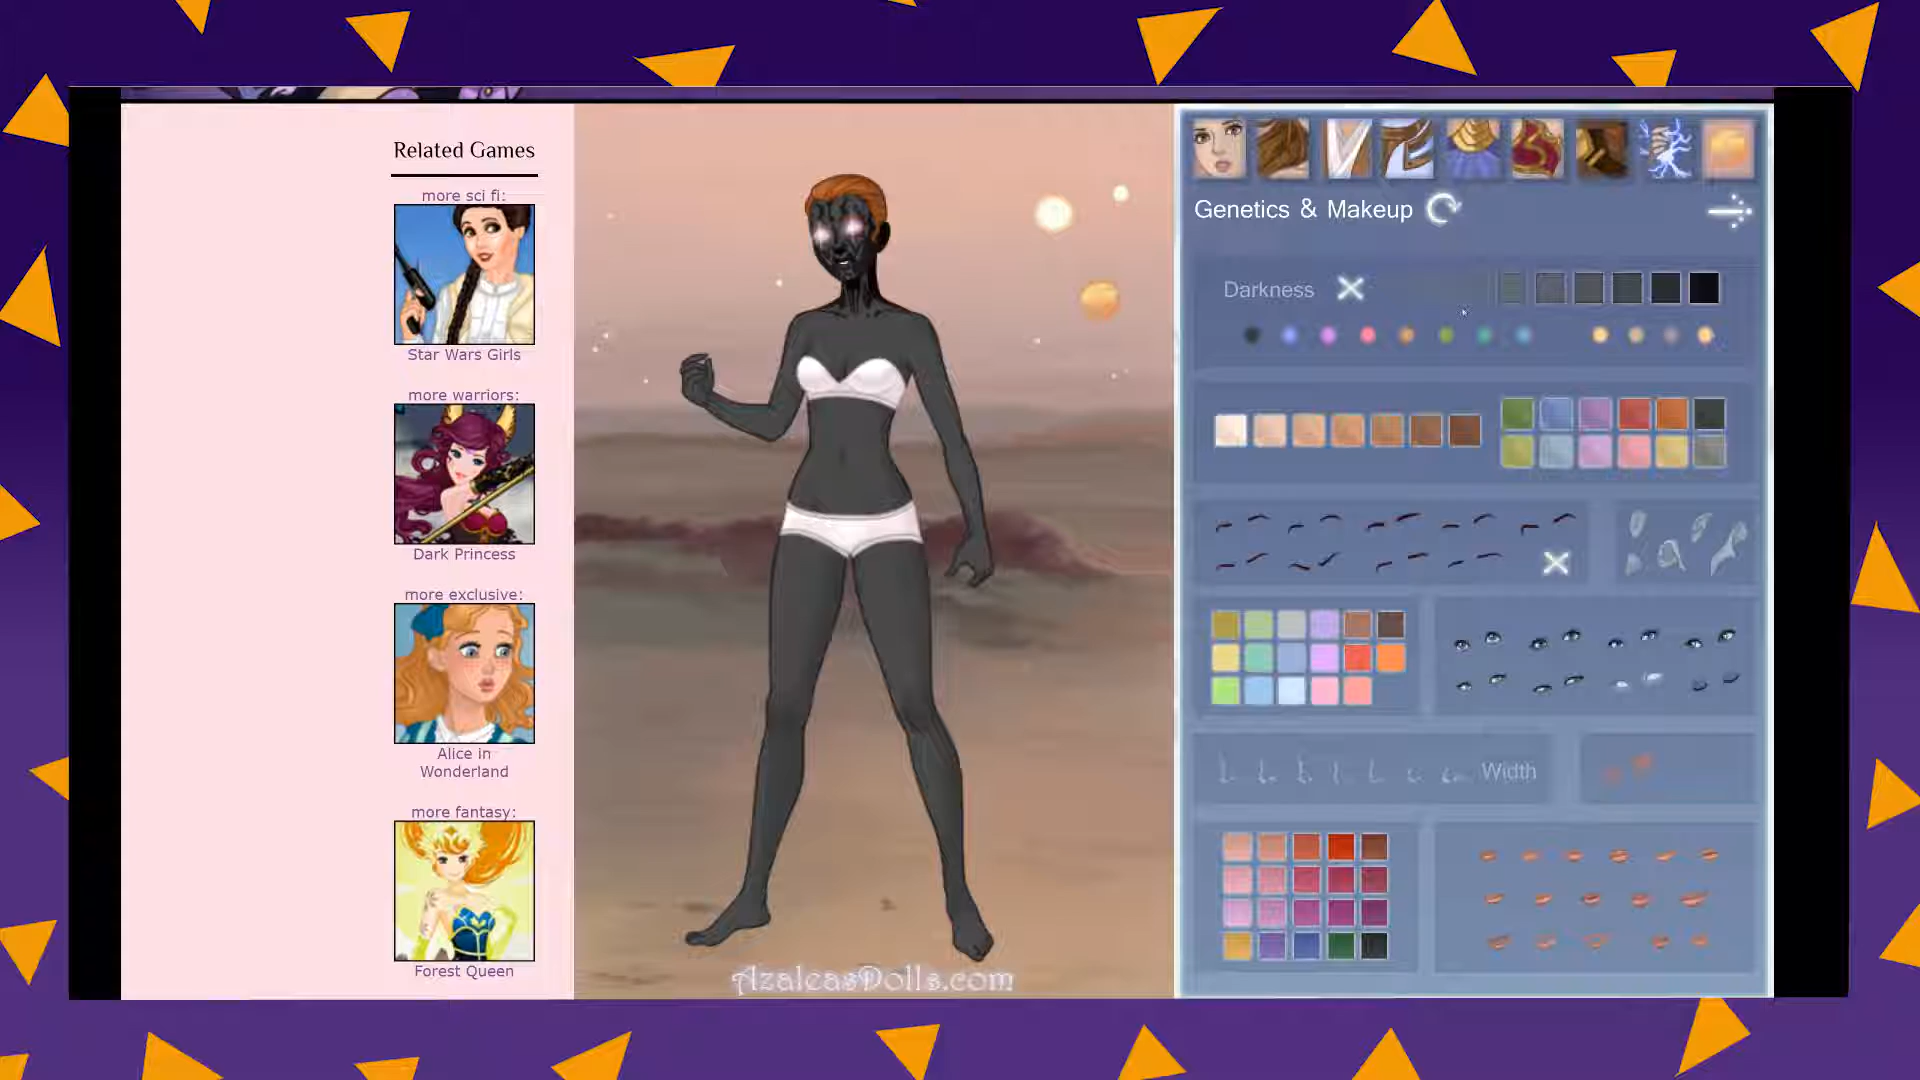 Related Games
more sci fi:
Star Wars Girls
more warriors:
Dark Princess
more exclusive:
Alice in
Wonderland
more fantasy:
Forest Queen
AzaleasDolls.com
Genetics & Makeup
Darkness
Width